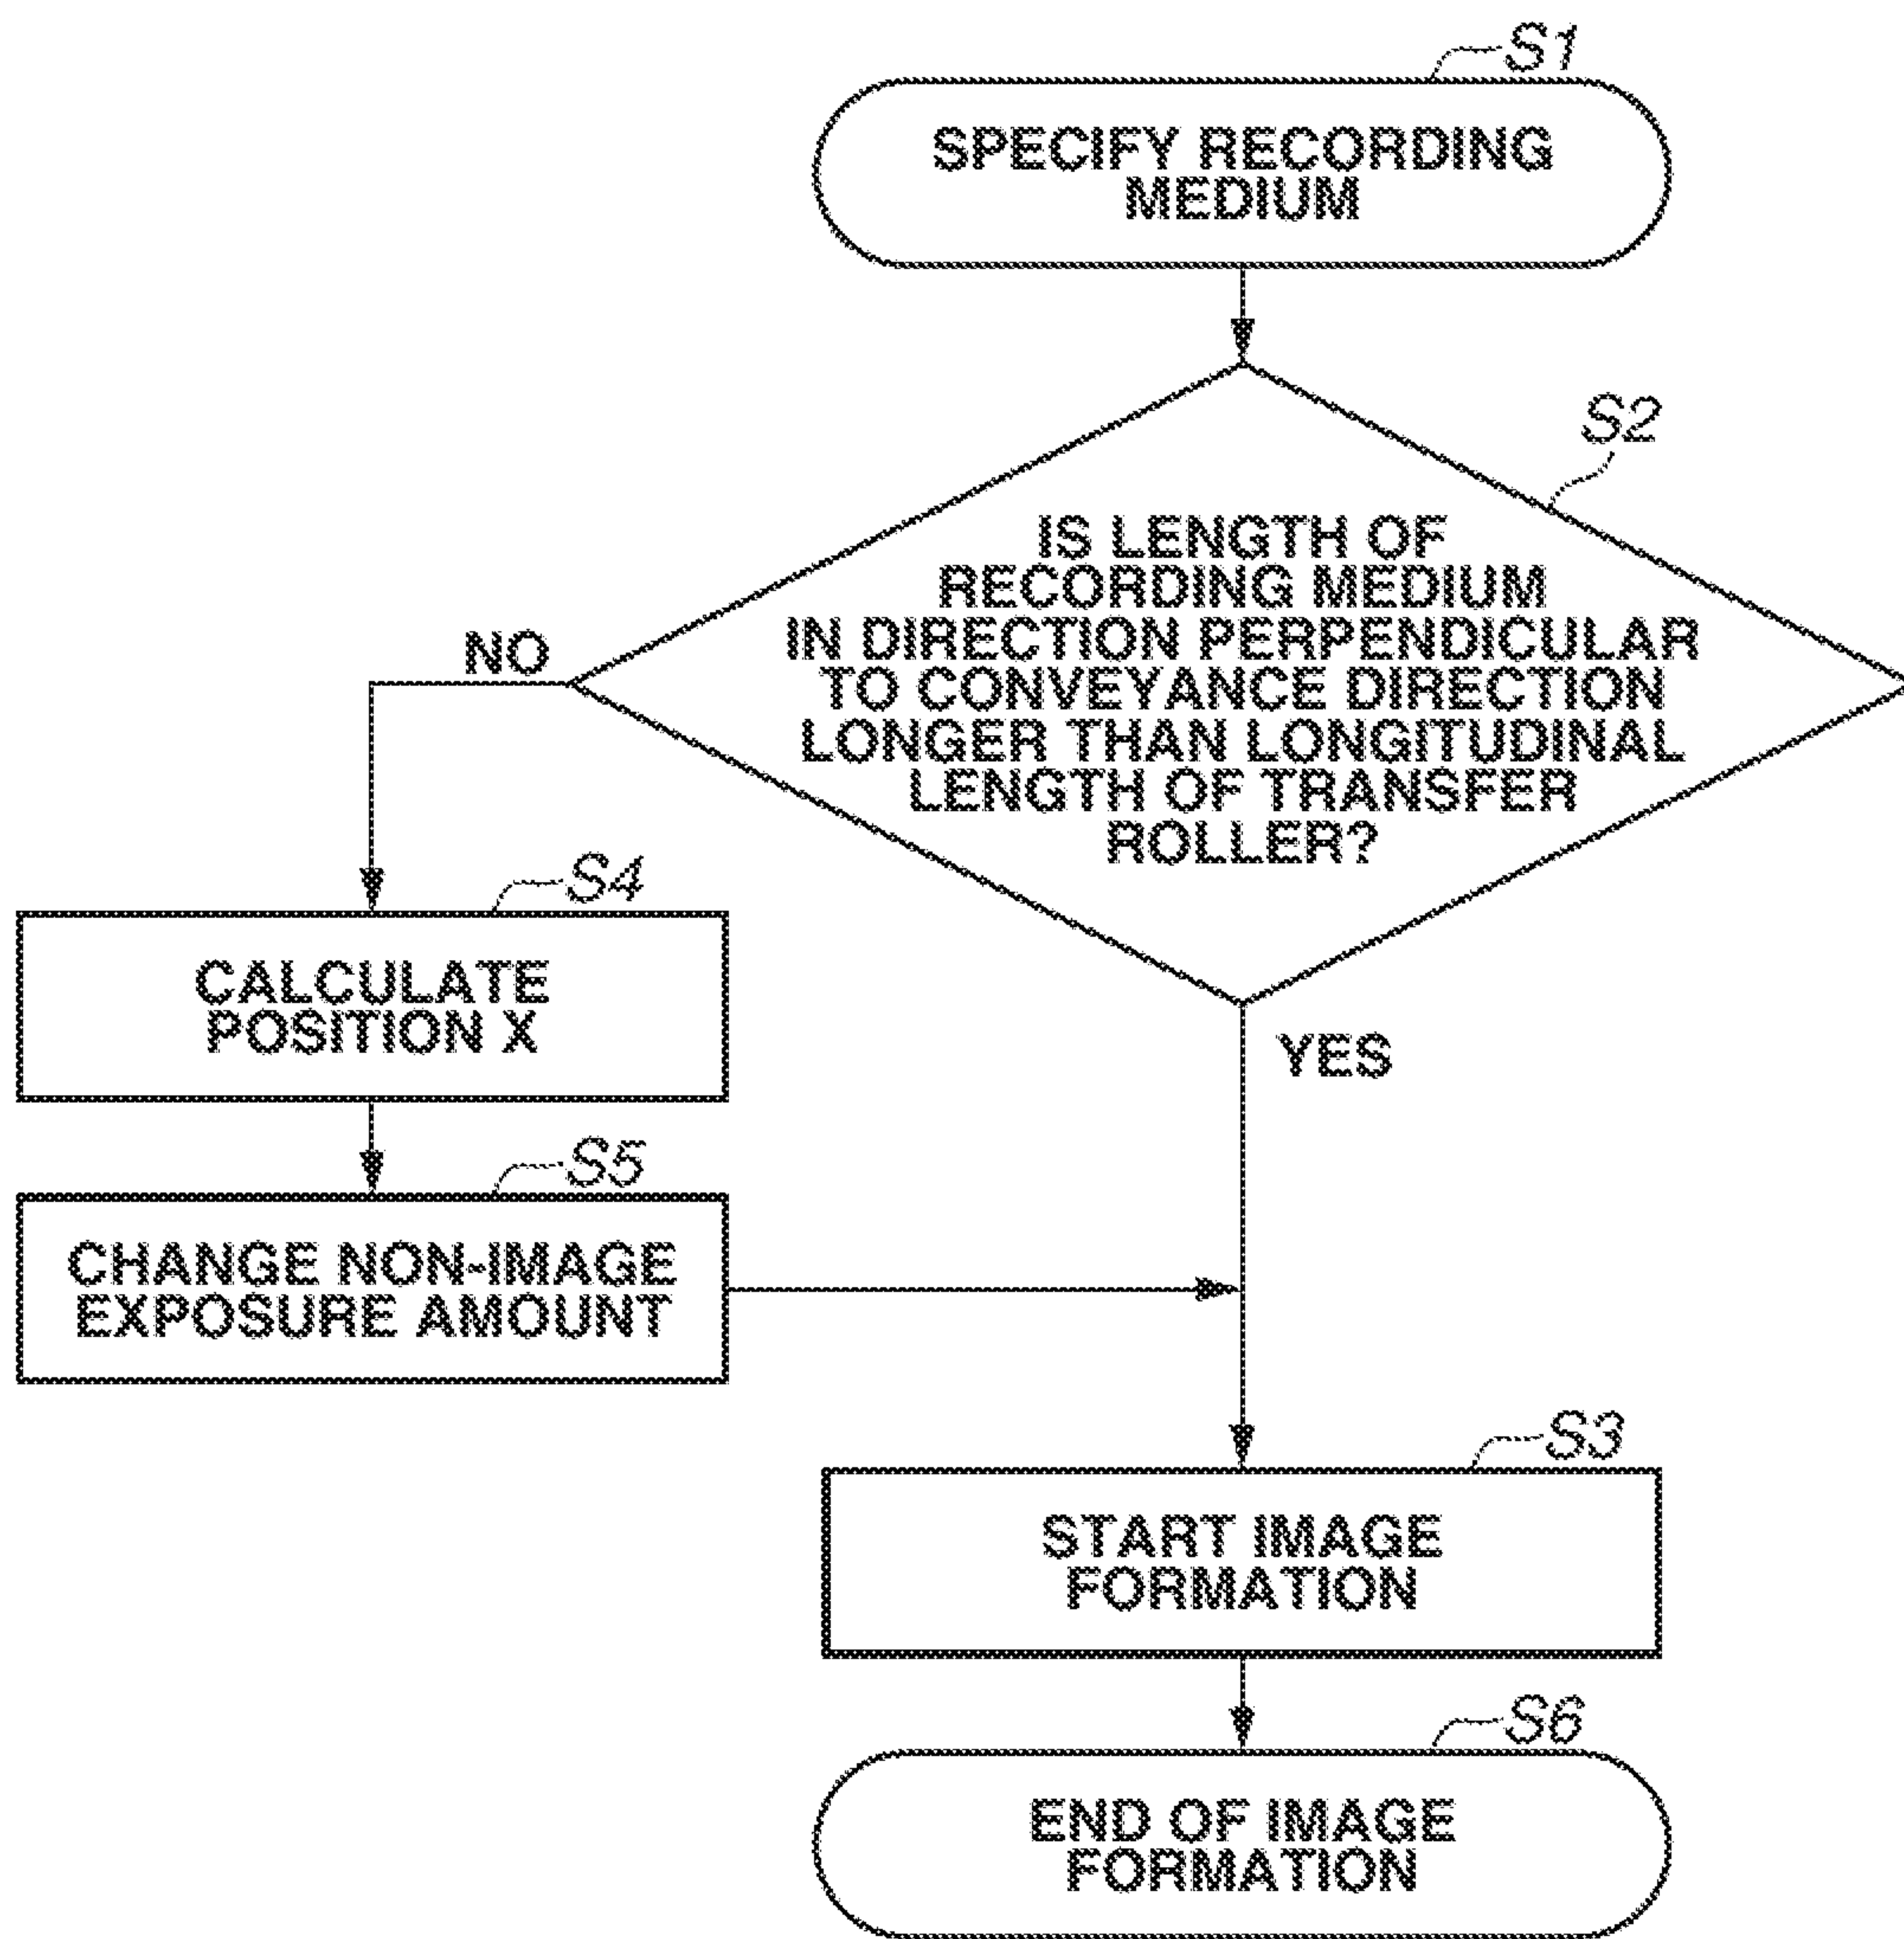 S1
SPECIFY RECORDING
MEDIUM
S2
IS LENGTH OF
RECORDING MEDIUM
IN DIRECTION PERPENDICULAR
TO CONVEYANCE DIRECTION
LONGER THAN LONGITUDINAL
LENGTH OF TRANSFER
ROLLER?
NO
YES
S4
CALCULATE
POSITION X
S5
CHANGE NON-IMAGE
EXPOSURE AMOUNT
S3
START IMAGE
FORMATION
S6
END OF IMAGE
FORMATION